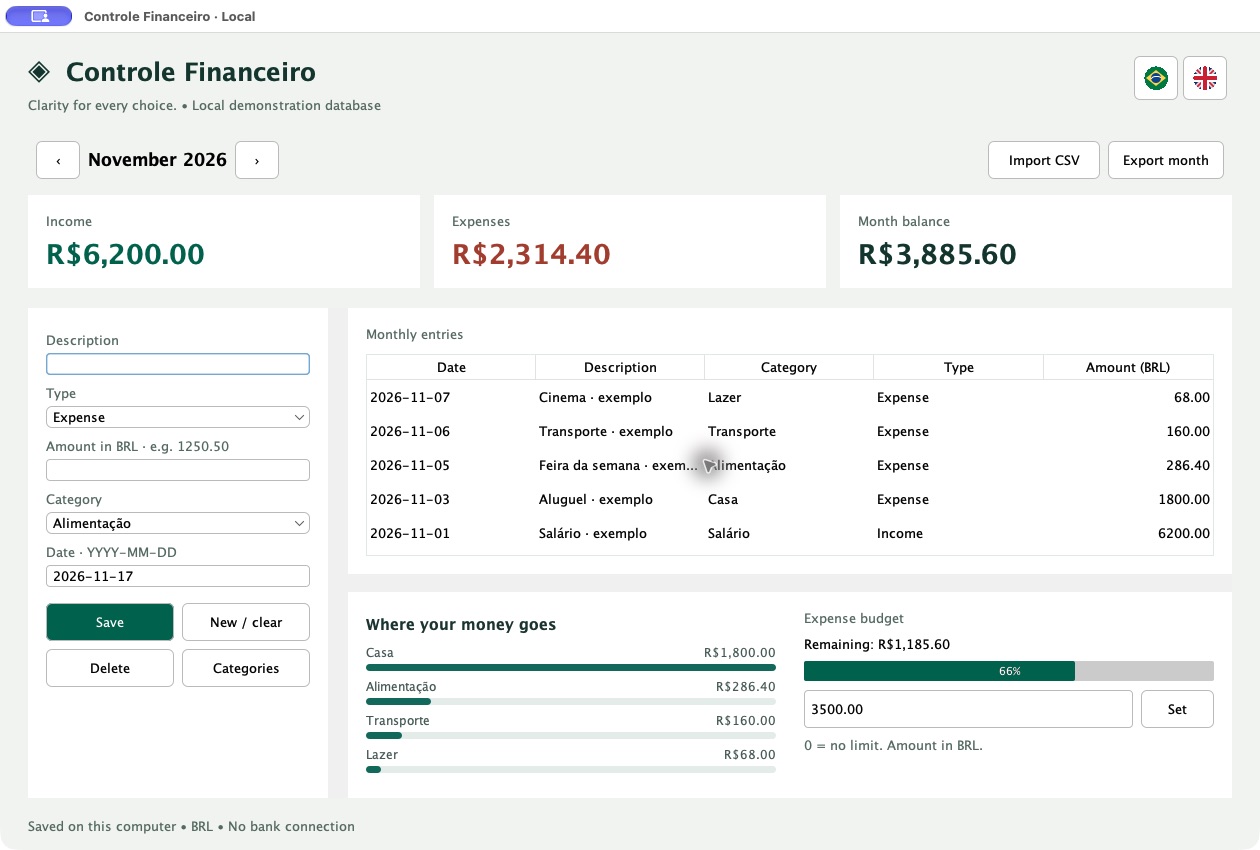 Controle Financeiro · Local
Controle Financeiro
Clarity for every choice. • Local demonstration database
‹ November 2026 ›
Import CSV Export month
Income Expenses Month balance
R$6,200.00 R$2,314.40 R$3,885.60
Description
Type
Expense
Amount in BRL · e.g. 1250.50
Category
Alimentação
Date · YYYY-MM-DD
2026-11-17
Save New / clear
Delete Categories
Monthly entries
Date Description Category Type Amount (BRL)
2026-11-07 Cinema · exemplo Lazer Expense 68.00
2026-11-06 Transporte · exemplo Transporte Expense 160.00
2026-11-05 Feira da semana · exem... Alimentação Expense 286.40
2026-11-03 Aluguel · exemplo Casa Expense 1800.00
2026-11-01 Salário · exemplo Salário Income 6200.00
Where your money goes
Casa R$1,800.00
Alimentação R$286.40
Transporte R$160.00
Lazer R$68.00
Expense budget
Remaining: R$1,185.60
66%
3500.00 Set
0 = no limit. Amount in BRL.
Saved on this computer • BRL • No bank connection